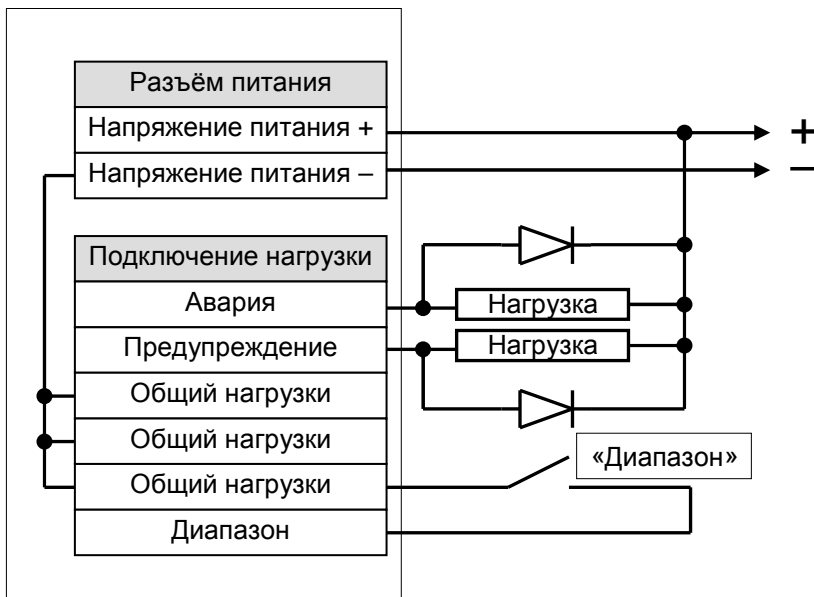 Разъём питания
Напряжение питания +
+
Напряжение питания –
–
Подключение нагрузки
Авария
Нагрузка
Предупреждение
Нагрузка
Общий нагрузки
Общий нагрузки
«Диапазон»
Общий нагрузки
Диапазон